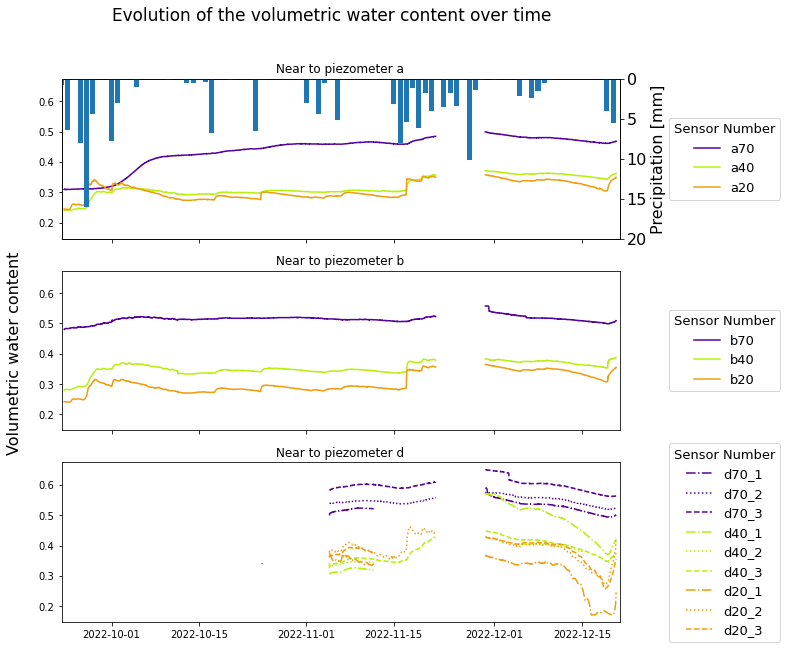 Evolution of the volumetric water content over time
Near to piezometer a
0.6
0.5
0.4
0.3
0.2
0
5
10
15
20
Precipitation [mm]
Sensor Number
a70
a40
a20
Volumetric water content
Near to piezometer b
0.6
0.5
0.4
0.3
0.2
Sensor Number
b70
b40
b20
Near to piezometer d
0.6
0.5
0.4
0.3
0.2
2022-10-01
2022-10-15
2022-11-01
2022-11-15
2022-12-01
2022-12-15
Sensor Number
d70_1
d70_2
d70_3
d40_1
d40_2
d40_3
d20_1
d20_2
d20_3